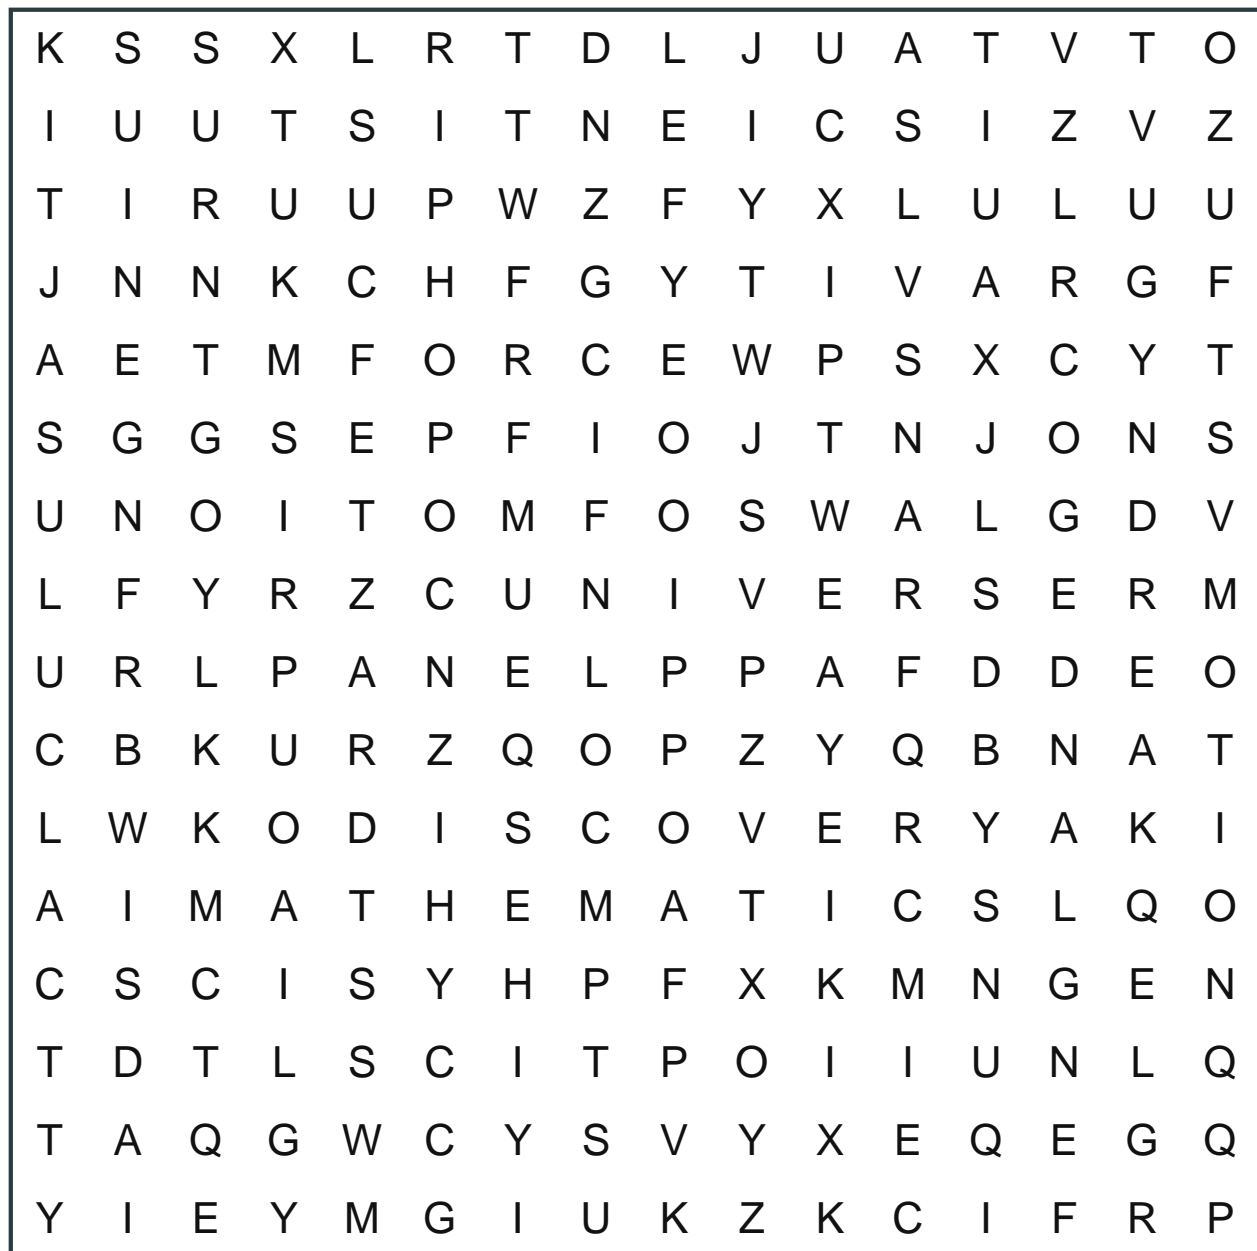 K S S X L R T D L J U A T V T O
I U U T S I T N E I C S I Z V Z
T I R U U P W Z F Y X L U L U U
J N N K C H F G Y T I V A R G F
A E T M F O R C E W P S X C Y T
S G G S E P F I O J T N J O N S
U N O I T O M F O S W A L G D V
L F Y R Z C U N I V E R S E R M
U R L P A N E L P P A F D D E O
C B K U R Z Q O P Z Y Q B N A T
L W K O D I S C O V E R Y A K I
A I M A T H E M A T I C S L Q O
C S C I S Y H P F X K M N G E N
T D T L S C I T P O I I U N L Q
T A Q G W C Y S V Y X E Q E G Q
Y I E Y M G I U K Z K C I F R P